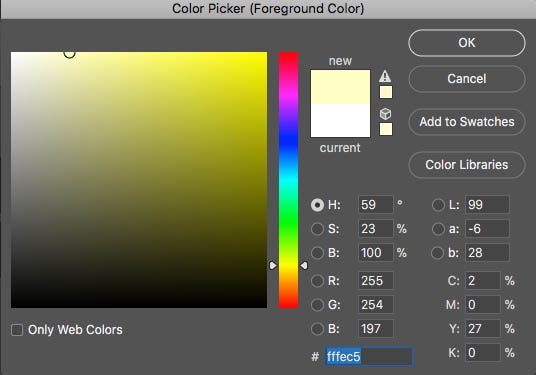 Color Picker (Foreground Color)
new
current
OK
Cancel
Add to Swatches
Color Libraries
H: 59 °
S: 23 %
B: 100 %
R: 255
G: 254
B: 197
# fffec5
L: 99
a: -6
b: 28
C: 2 %
M: 0 %
Y: 27 %
K: 0 %
Only Web Colors